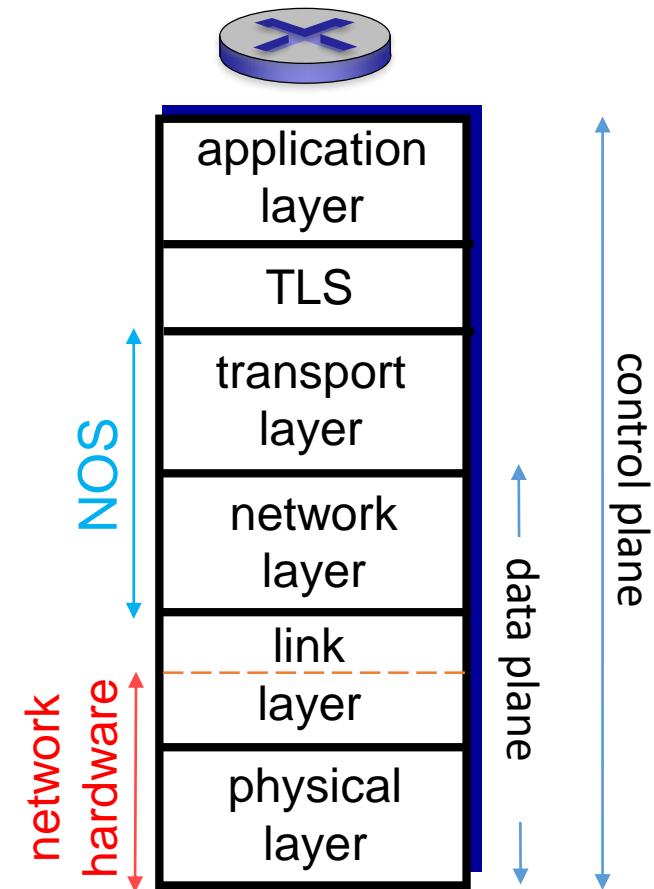 application
layer
TLS
transport
layer
network
layer
link
layer
physical
layer
NOS
network
hardware
data plane
control plane